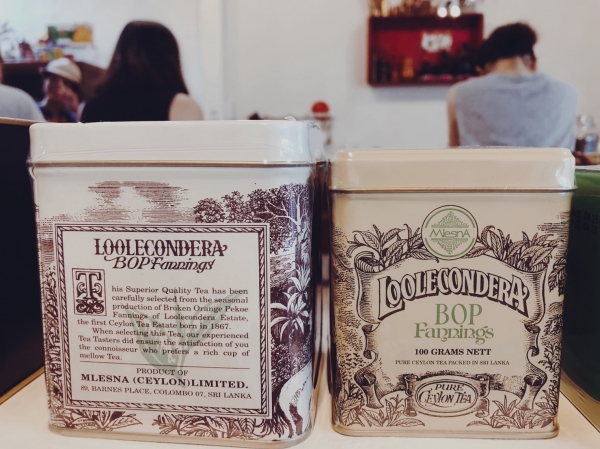 LOOLECONDERA
BOP Fannings
This Superior Quality Tea has been
carefully selected from the seasonal
production of Broken Orange Pekoe
Fannings of Loolecondera Estate,
the first Ceylon Tea Estate born in 1867.
When selecting this Tea, our experienced
Tea Tasters did ensure the satisfaction of you
the connoisseur who prefers a rich cup of
mellow Tea.
PRODUCT OF
MLESNA (CEYLON) LIMITED.
BARNES PLACE, COLOMBO 07, SRI LANKA
MlesnA
LOOLECONDERA
BOP
Fannings
100 GRAMS NETT
PURE CEYLON TEA PACKED IN SRI LANKA
PURE
CEYLON TEA